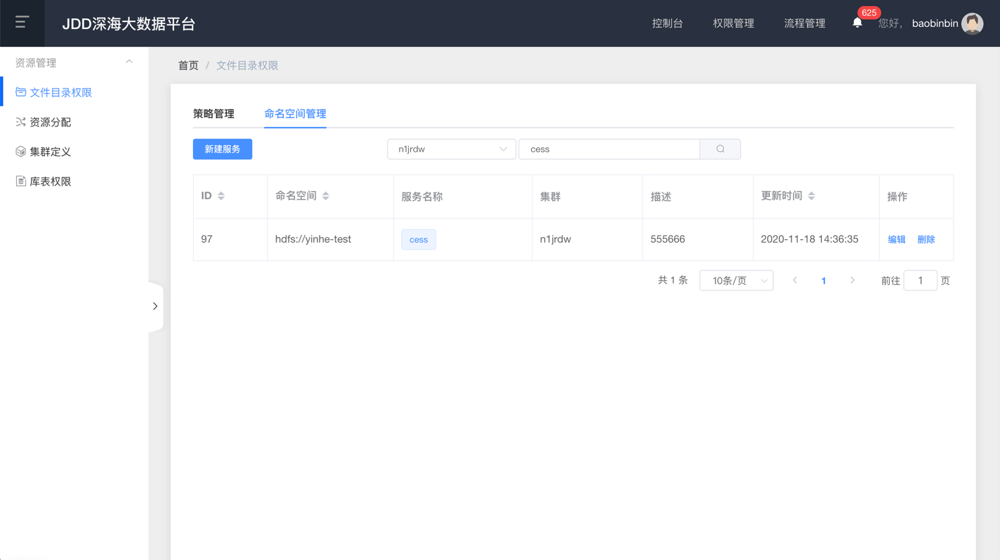 JDD深海大数据平台
控制台 权限管理 流程管理 625 您好， baobinbin
资源管理
文件目录权限
资源分配
集群定义
库表权限
首页 / 文件目录权限
策略管理 命名空间管理
新建服务 n1jrdw cess
ID 命名空间 服务名称 集群 描述 更新时间 操作
97 hdfs://yinhe-test cess n1jrdw 555666 2020-11-18 14:36:35 编辑 删除
共 1 条 10条/页 1 前往 1 页